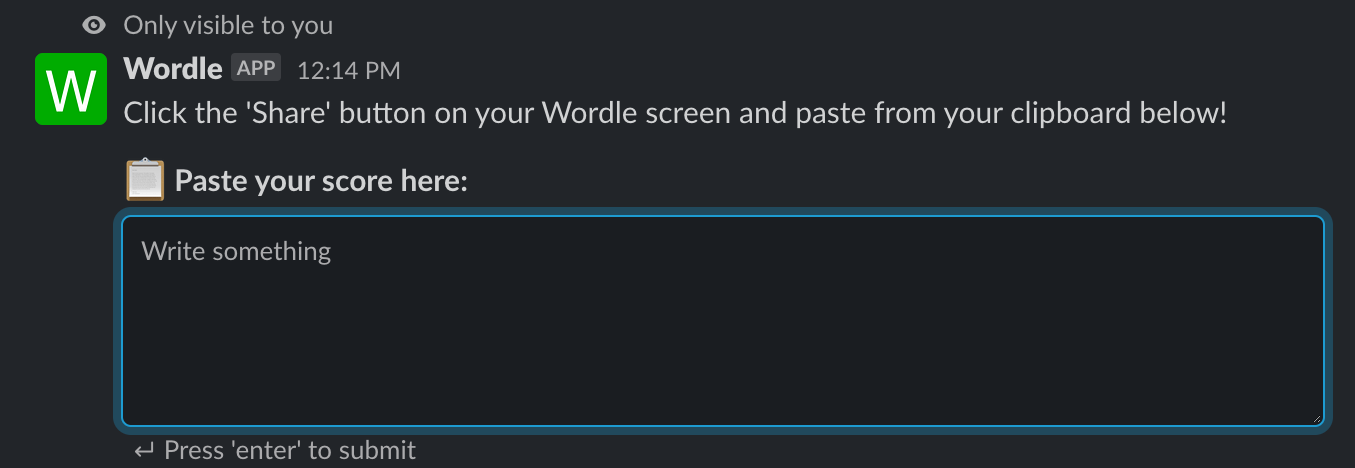 Only visible to you
W
Wordle APP 12:14 PM
Click the 'Share' button on your Wordle screen and paste from your clipboard below!
Paste your score here:
Write something
↵ Press 'enter' to submit